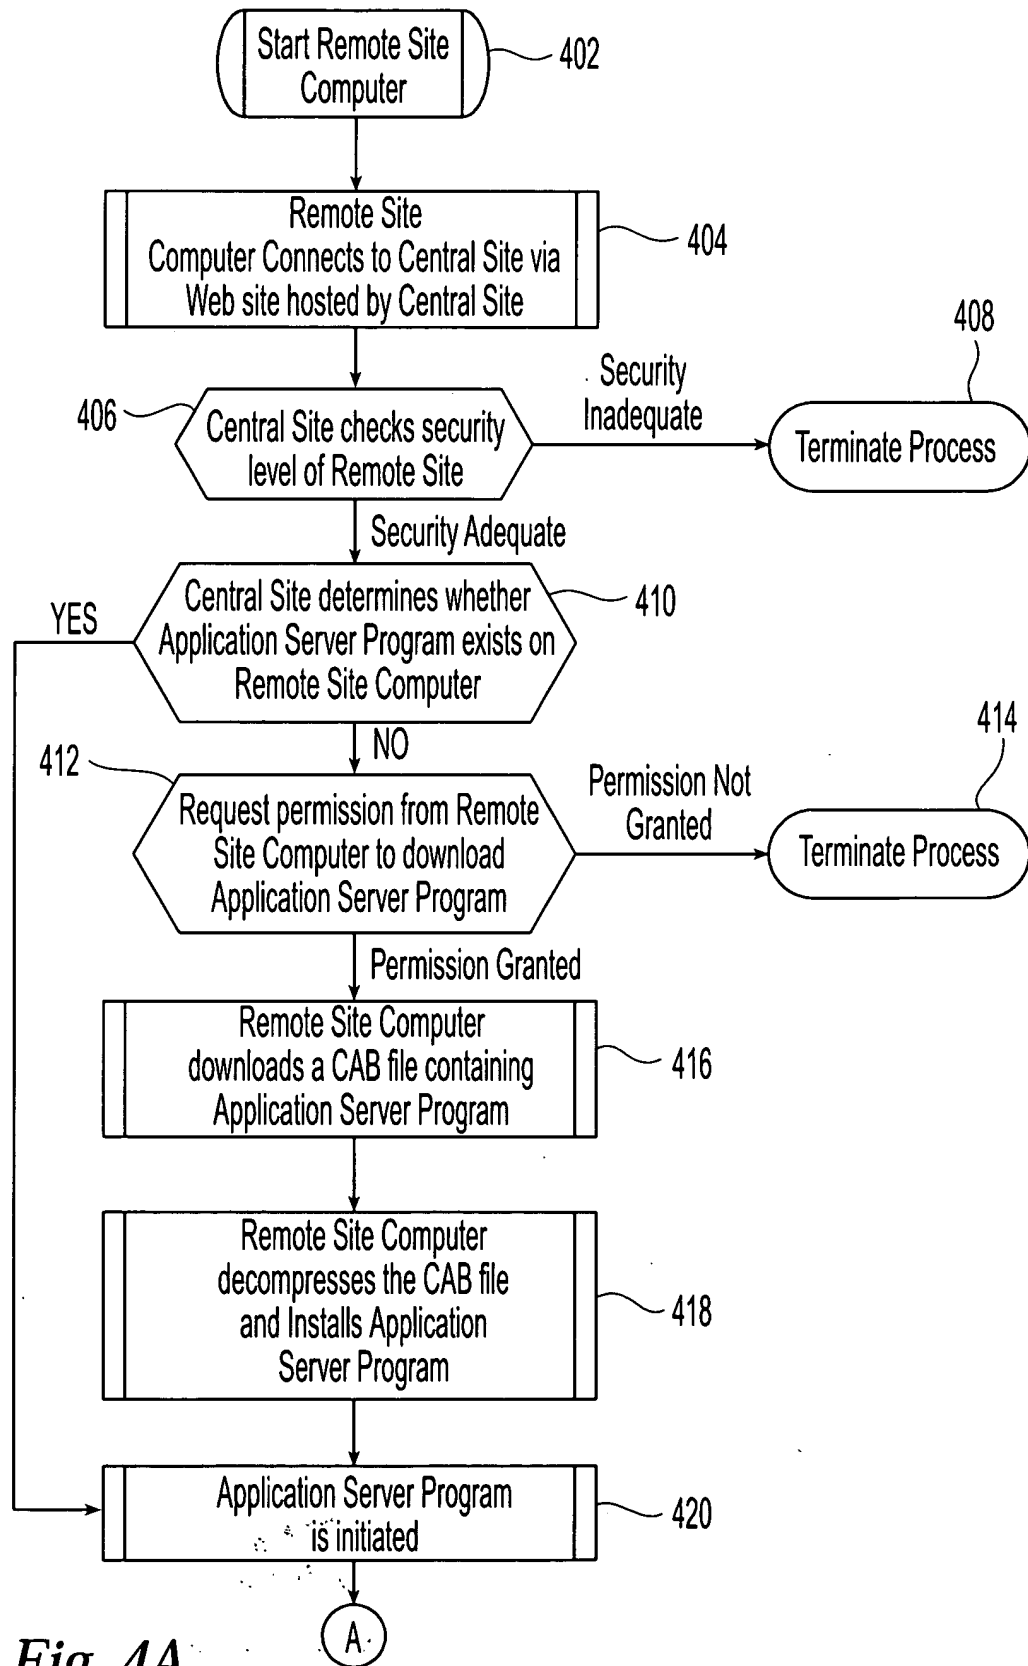 Start Remote Site
Computer
402
Remote Site
Computer Connects to Central Site via
Web site hosted by Central Site
404
406
Central Site checks security
level of Remote Site
Security
Inadequate
408
Terminate Process
Security Adequate
YES
Central Site determines whether
Application Server Program exists on
Remote Site Computer
410
NO
412
Request permission from Remote
Site Computer to download
Application Server Program
Permission Not
Granted
414
Terminate Process
Permission Granted
Remote Site Computer
downloads a CAB file containing
Application Server Program
416
Remote Site Computer
decompresses the CAB file
and Installs Application
Server Program
418
Application Server Program
is initiated
420
A
Fig. 4A